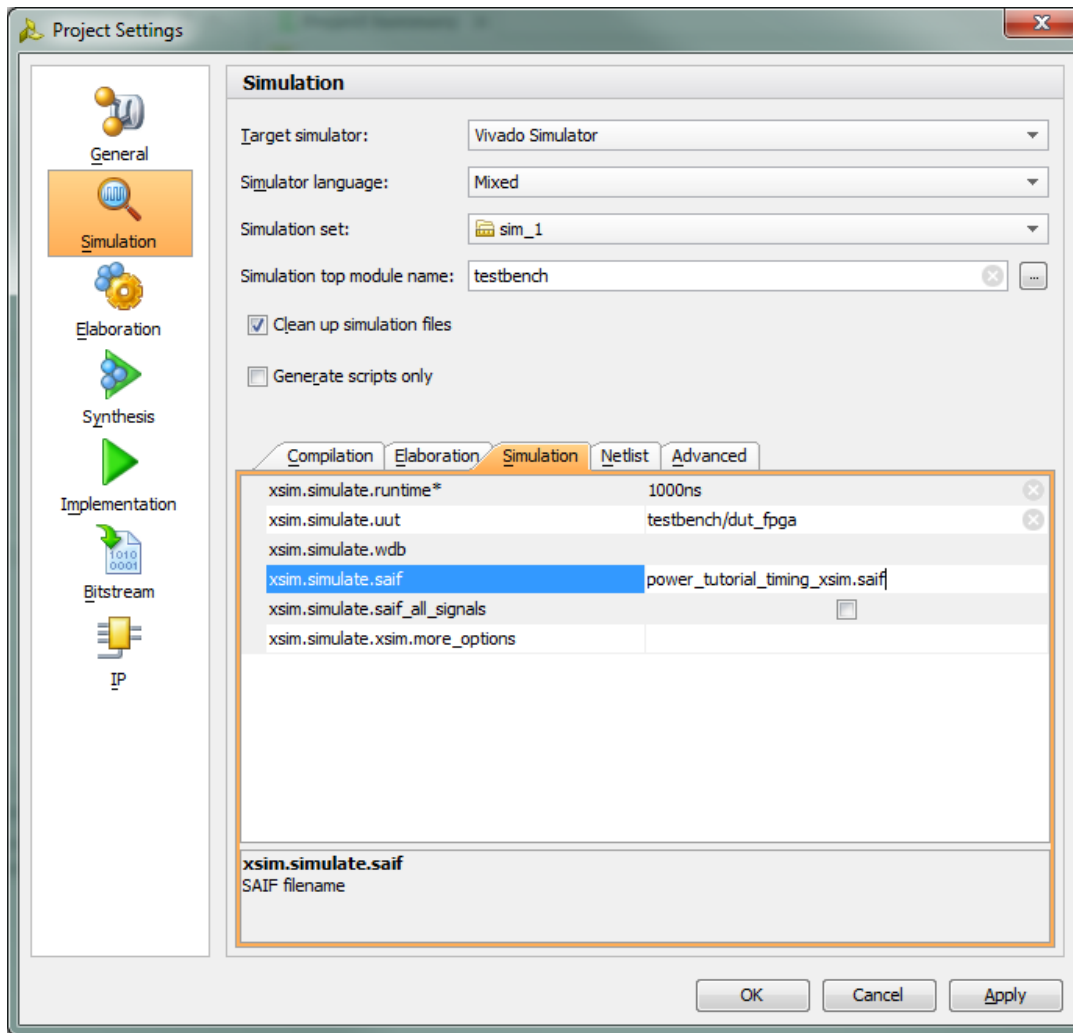 Project Settings
General
Simulation
Elaboration
Synthesis
Implementation
1010
0001
Bitstream
IP
Simulation
Target simulator: Vivado Simulator
Simulator language: Mixed
Simulation set: sim_1
Simulation top module name: testbench ...
Clean up simulation files
Generate scripts only
Compilation Elaboration Simulation Netlist Advanced
xsim.simulate.runtime* 1000ns
xsim.simulate.uut testbench/dut_fpga
xsim.simulate.wdb
xsim.simulate.saif power_tutorial_timing_xsim.saif
xsim.simulate.saif_all_signals
xsim.simulate.xsim.more_options
xsim.simulate.saif
SAIF filename
OK Cancel Apply